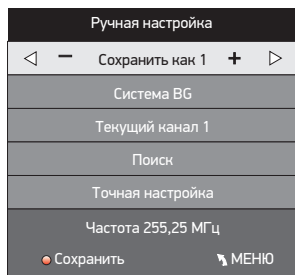 Ручная настройка
Сохранить как 1
Система BG
Текущий канал 1
Поиск
Точная настройка
Частота 255,25 МГц
Сохранить МЕНЮ